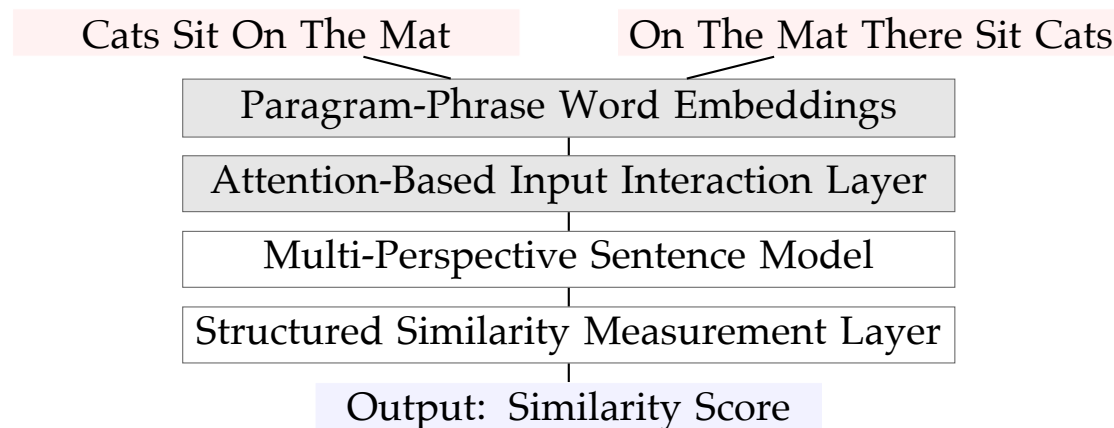 Cats Sit On The Mat
On The Mat There Sit Cats
Paragram-Phrase Word Embeddings
Attention-Based Input Interaction Layer
Multi-Perspective Sentence Model
Structured Similarity Measurement Layer
Output: Similarity Score